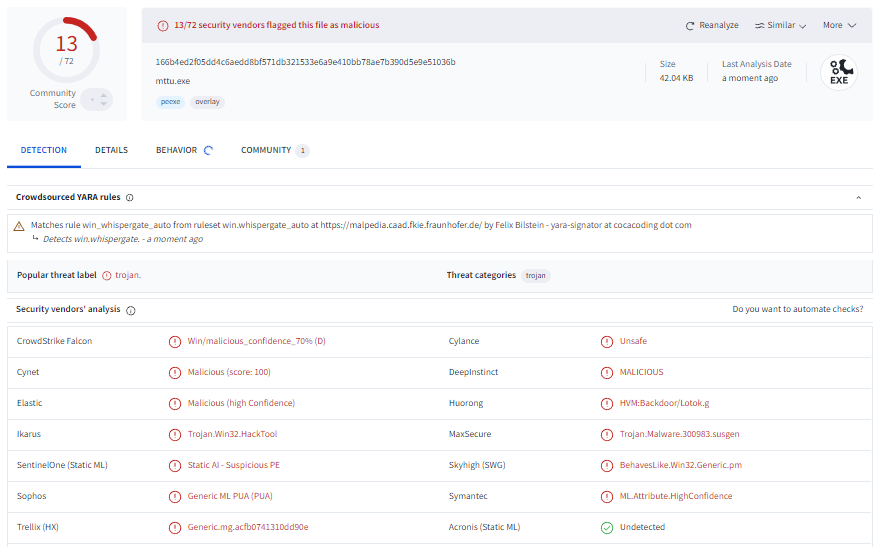 13
/ 72
Community
Score
13/72 security vendors flagged this file as malicious
Reanalyze
Similar
More
166b4ed2f05dd4c6aedd8bf571db321533e6a9e410bb78ae7b390d5e9e51036b
mttu.exe
peexe
overlay
Size
42.04 KB
Last Analysis Date
a moment ago
EXE
DETECTION
DETAILS
BEHAVIOR
COMMUNITY 1
Crowdsourced YARA rules
Matches rule win_whispergate_auto from ruleset win.whispergate_auto at https://malpedia.caad.fkie.fraunhofer.de/ by Felix Bilstein - yara-signator at cocacoding dot com
Detects win.whispergate. - a moment ago
Popular threat label trojan.
Threat categories trojan
Security vendors' analysis
Do you want to automate checks?
CrowdStrike Falcon Win/malicious_confidence_70% (D) Cylance Unsafe
Cynet Malicious (score: 100) DeepInstinct MALICIOUS
Elastic Malicious (high Confidence) Huorong HVM:Backdoor/Lotok.g
Ikarus Trojan.Win32.HackTool MaxSecure Trojan.Malware.300983.susgen
SentinelOne (Static ML) Static AI - Suspicious PE Skyhigh (SWG) BehavesLike.Win32.Generic.pm
Sophos Generic ML PUA (PUA) Symantec ML.Attribute.HighConfidence
Trellix (HX) Generic.mg.acfb0741310dd90e Acronis (Static ML) Undetected